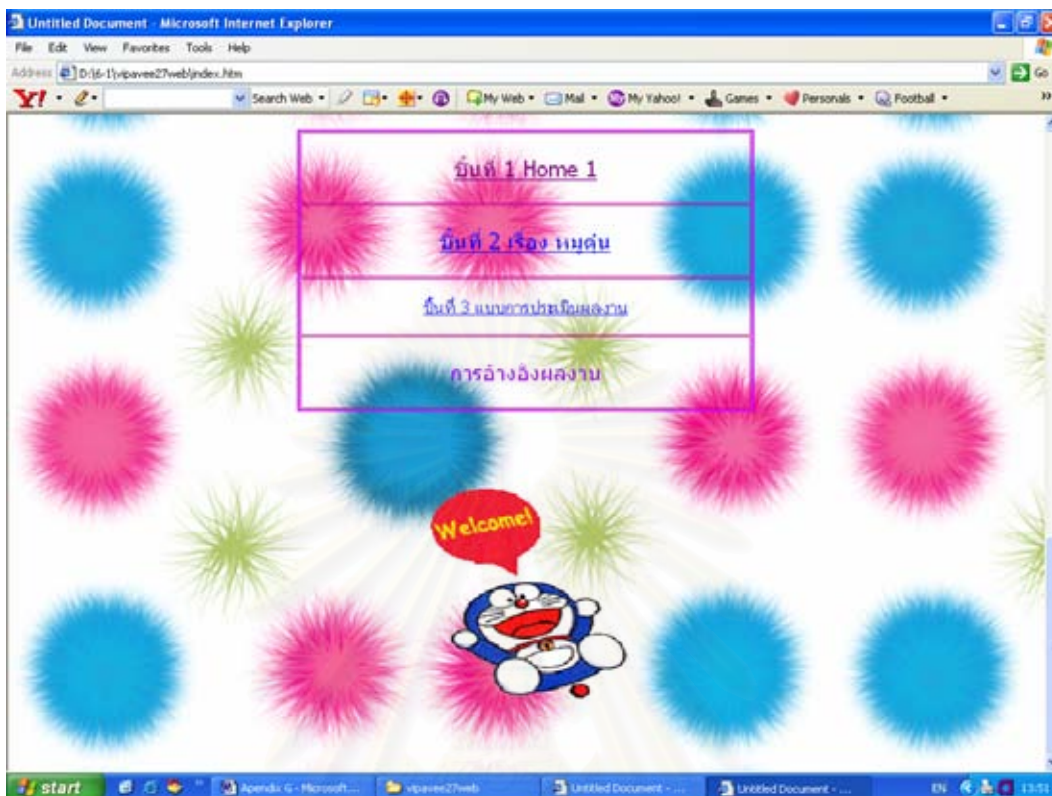 Untitled Document - Microsoft Internet Explorer
File Edit View Favorites Tools Help
Address D:\6-1\vipavee27web\index.htm Go
Y! Search Web My Web Mail My Yahoo! Games Personals Football
ชิ้นที่ 1 Home 1
ชิ้นที่ 2 เรื่อง หมูตุ๋น
ชิ้นที่ 3 แบบการประเมินผลงาน
การอ้างอิงผลงาน
Welcome!
start Apendix G - Microsoft... vipavee27web Untitled Document - ... Untitled Document - ... EN 13:51